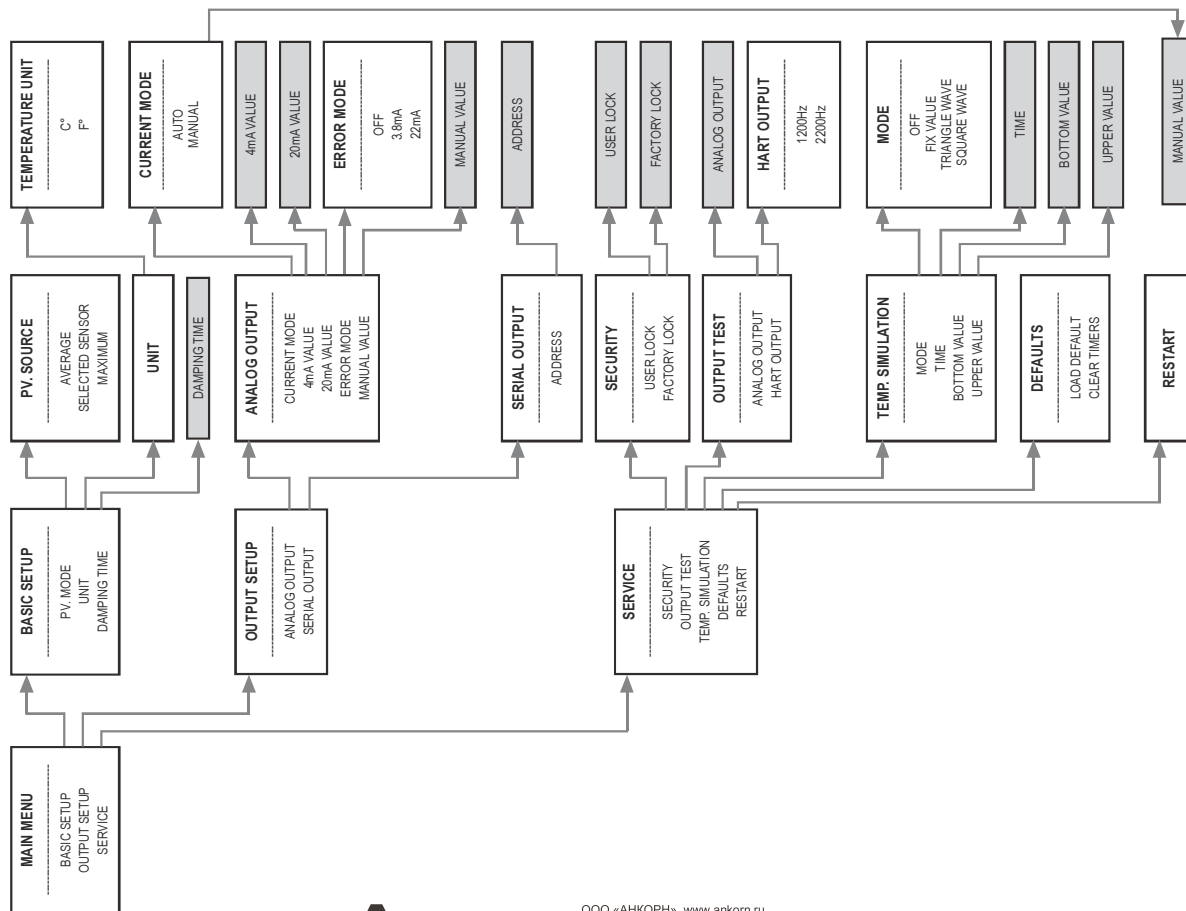 MAIN MENU
BASIC SETUP
OUTPUT SETUP
SERVICE
BASIC SETUP
PV. MODE
UNIT
DAMPING TIME
OUTPUT SETUP
ANALOG OUTPUT
SERIAL OUTPUT
SERVICE
SECURITY
OUTPUT TEST
TEMP. SIMULATION
DEFAULTS
RESTART
PV. SOURCE
AVERAGE
SELECTED SENSOR
MAXIMUM
UNIT
DAMPING TIME
ANALOG OUTPUT
CURRENT MODE
4mA VALUE
20mA VALUE
ERROR MODE
MANUAL VALUE
SERIAL OUTPUT
ADDRESS
SECURITY
USER LOCK
FACTORY LOCK
OUTPUT TEST
ANALOG OUTPUT
HART OUTPUT
TEMP. SIMULATION
MODE
TIME
BOTTOM VALUE
UPPER VALUE
DEFAULTS
LOAD DEFAULT
CLEAR TIMERS
RESTART
TEMPERATURE UNIT
C°
F°
CURRENT MODE
AUTO
MANUAL
4mA VALUE
20mA VALUE
ERROR MODE
OFF
3.8mA
22mA
MANUAL VALUE
ADDRESS
USER LOCK
FACTORY LOCK
ANALOG OUTPUT
HART OUTPUT
1200Hz
2200Hz
MODE
OFF
FIX VALUE
TRIANGLE WAVE
SQUARE WAVE
TIME
BOTTOM VALUE
UPPER VALUE
MANUAL VALUE
ООО «АНКОРН», www.ankorn.ru